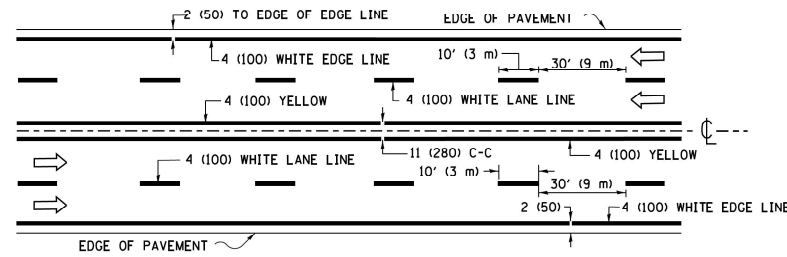 2 (50) TO EDGE OF EDGE LINE
EDGE OF PAVEMENT
4 (100) WHITE EDGE LINE
10' (3 m)
30' (9 m)
4 (100) YELLOW
4 (100) WHITE LANE LINE
℄
11 (280) C-C
4 (100) YELLOW
4 (100) WHITE LANE LINE
10' (3 m)
30' (9 m)
2 (50)
4 (100) WHITE EDGE LINE
EDGE OF PAVEMENT